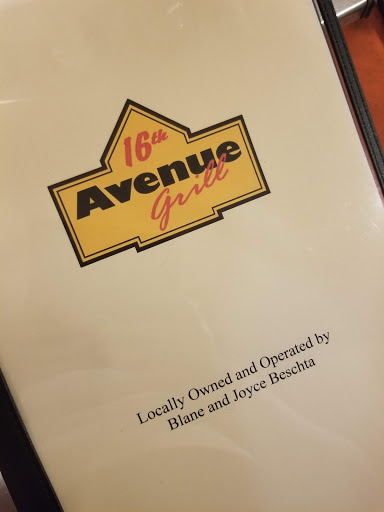 16th
Avenue
Grill
Locally Owned and Operated by
Blane and Joyce Beschta